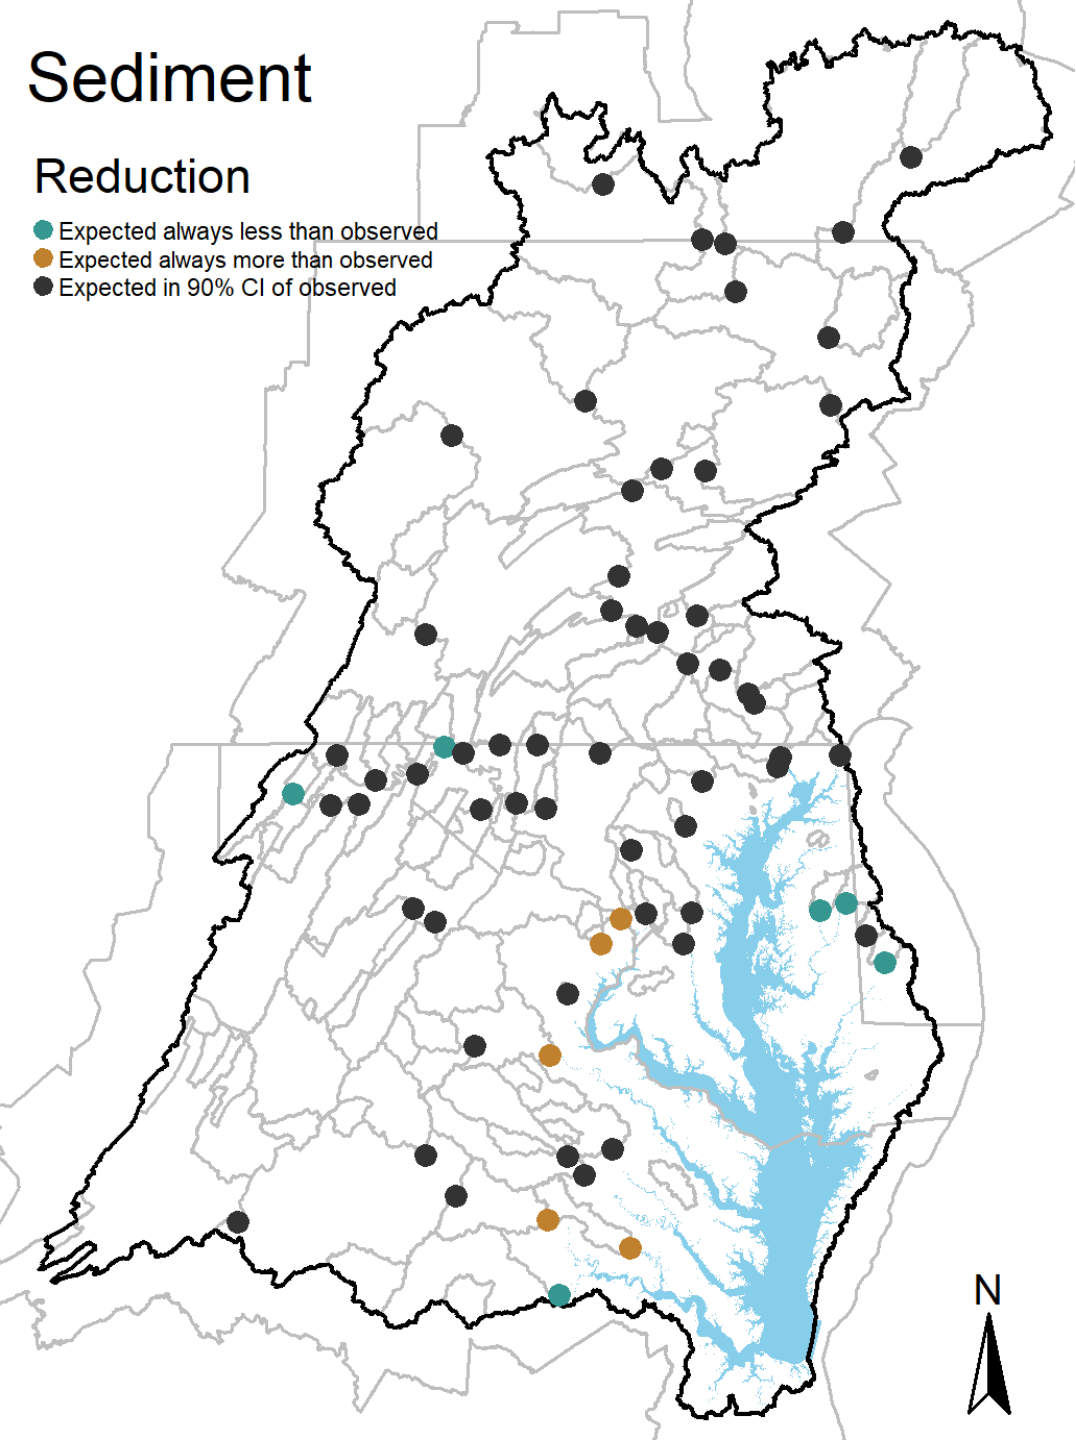 Sediment
Reduction
Expected always less than observed
Expected always more than observed
Expected in 90% CI of observed
N